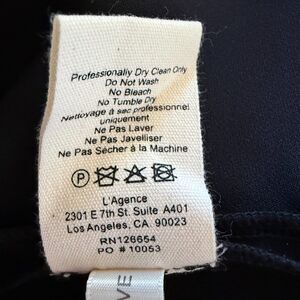 Professionally Dry Clean Only
Do Not Wash
No Bleach
No Tumble Dry
Nettoyage à sec professionnel
uniquement
Ne Pas Laver
Ne Pas Javelliser
Ne Pas Sécher à la Machine
P
L'Agence
2301 E 7th St. Suite A401
Los Angeles, CA. 90023
RN126654
PO # 10053
VE